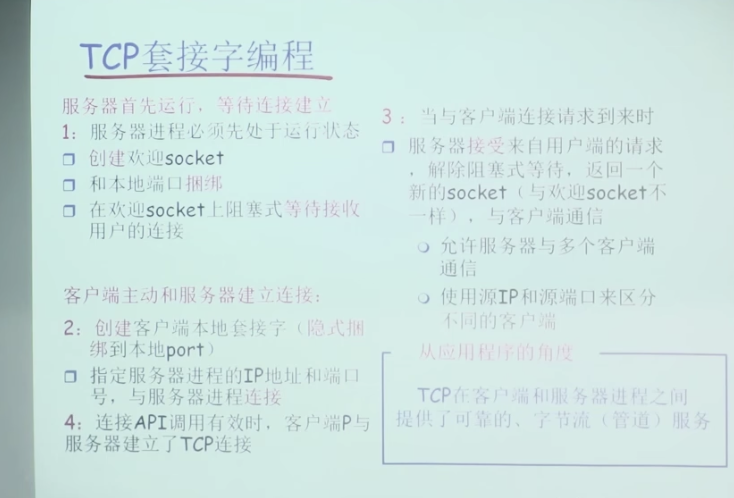 TCP套接字编程
服务器首先运行，等待连接建立
1：服务器进程必须先处于运行状态
创建欢迎socket
和本地端口捆绑
在欢迎socket上阻塞式等待接收
用户的连接
客户端主动和服务器建立连接：
2：创建客户端本地套接字（隐式捆
绑到本地port）
指定服务器进程的IP地址和端口
号，与服务器进程连接
4：连接API调用有效时，客户端P与
服务器建立了TCP连接
3：当与客户端连接请求到来时
服务器接受来自用户端的请求
，解除阻塞式等待，返回一个
新的socket（与欢迎socket不
一样），与客户端通信
允许服务器与多个客户端
通信
使用源IP和源端口来区分
不同的客户端
从应用程序的角度
TCP在客户端和服务器进程之间
提供了可靠的、字节流（管道）服务